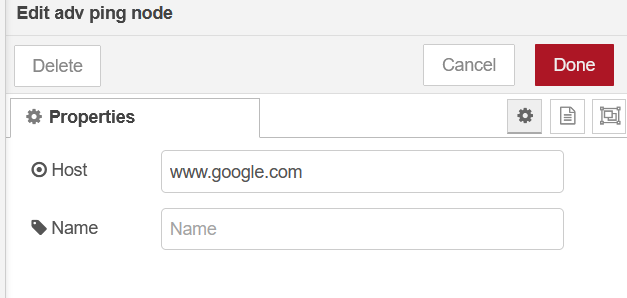 Edit adv ping node
Delete
Cancel
Done
Properties
Host
www.google.com
Name
Name